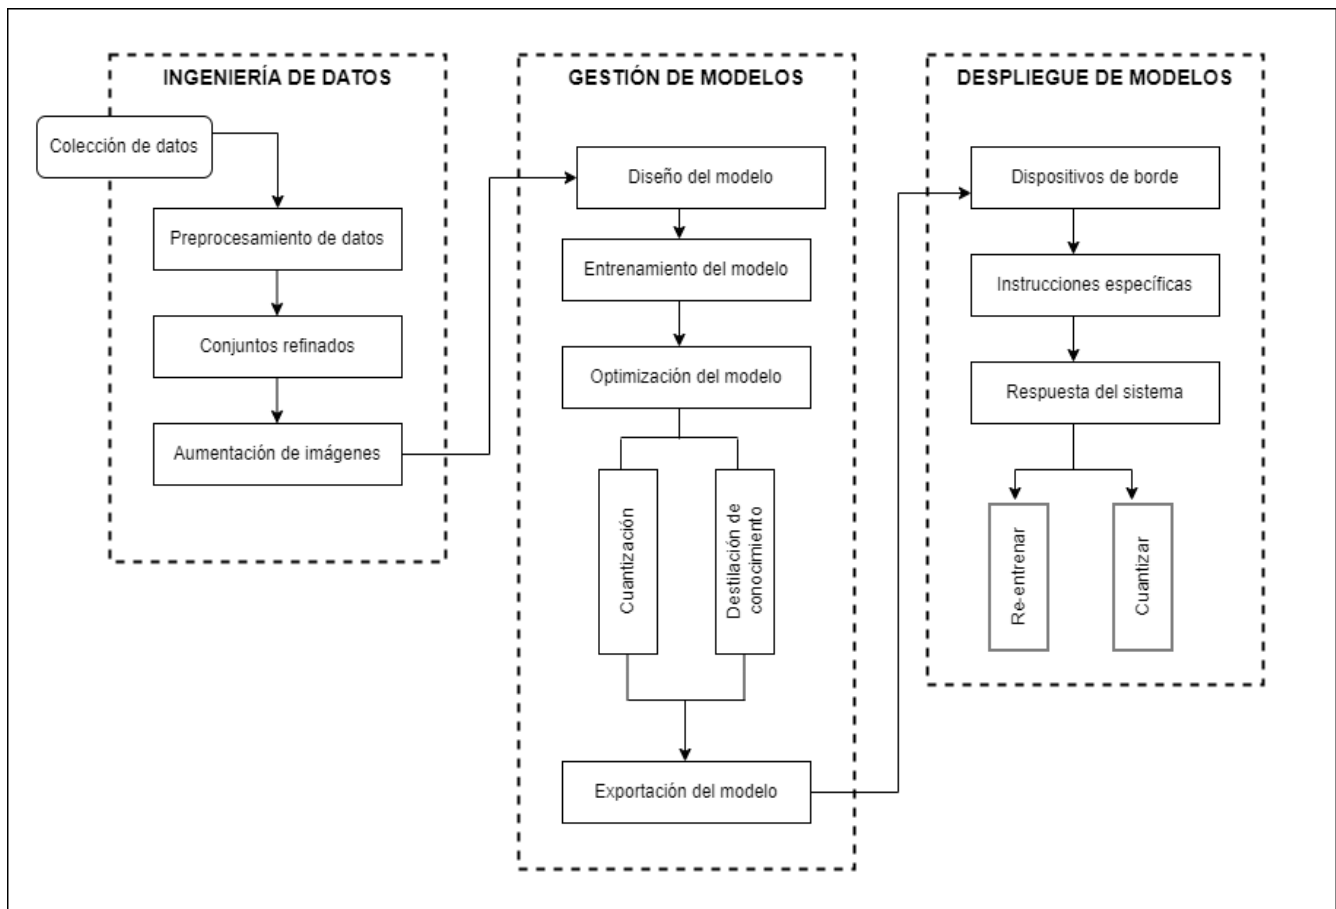 INGENIERÍA DE DATOS
Colección de datos
Preprocesamiento de datos
Conjuntos refinados
Aumentación de imágenes
GESTIÓN DE MODELOS
Diseño del modelo
Entrenamiento del modelo
Optimización del modelo
Cuantización
Destilación de
conocimiento
Exportación del modelo
DESPLIEGUE DE MODELOS
Dispositivos de borde
Instrucciones específicas
Respuesta del sistema
Re-entrenar
Cuantizar